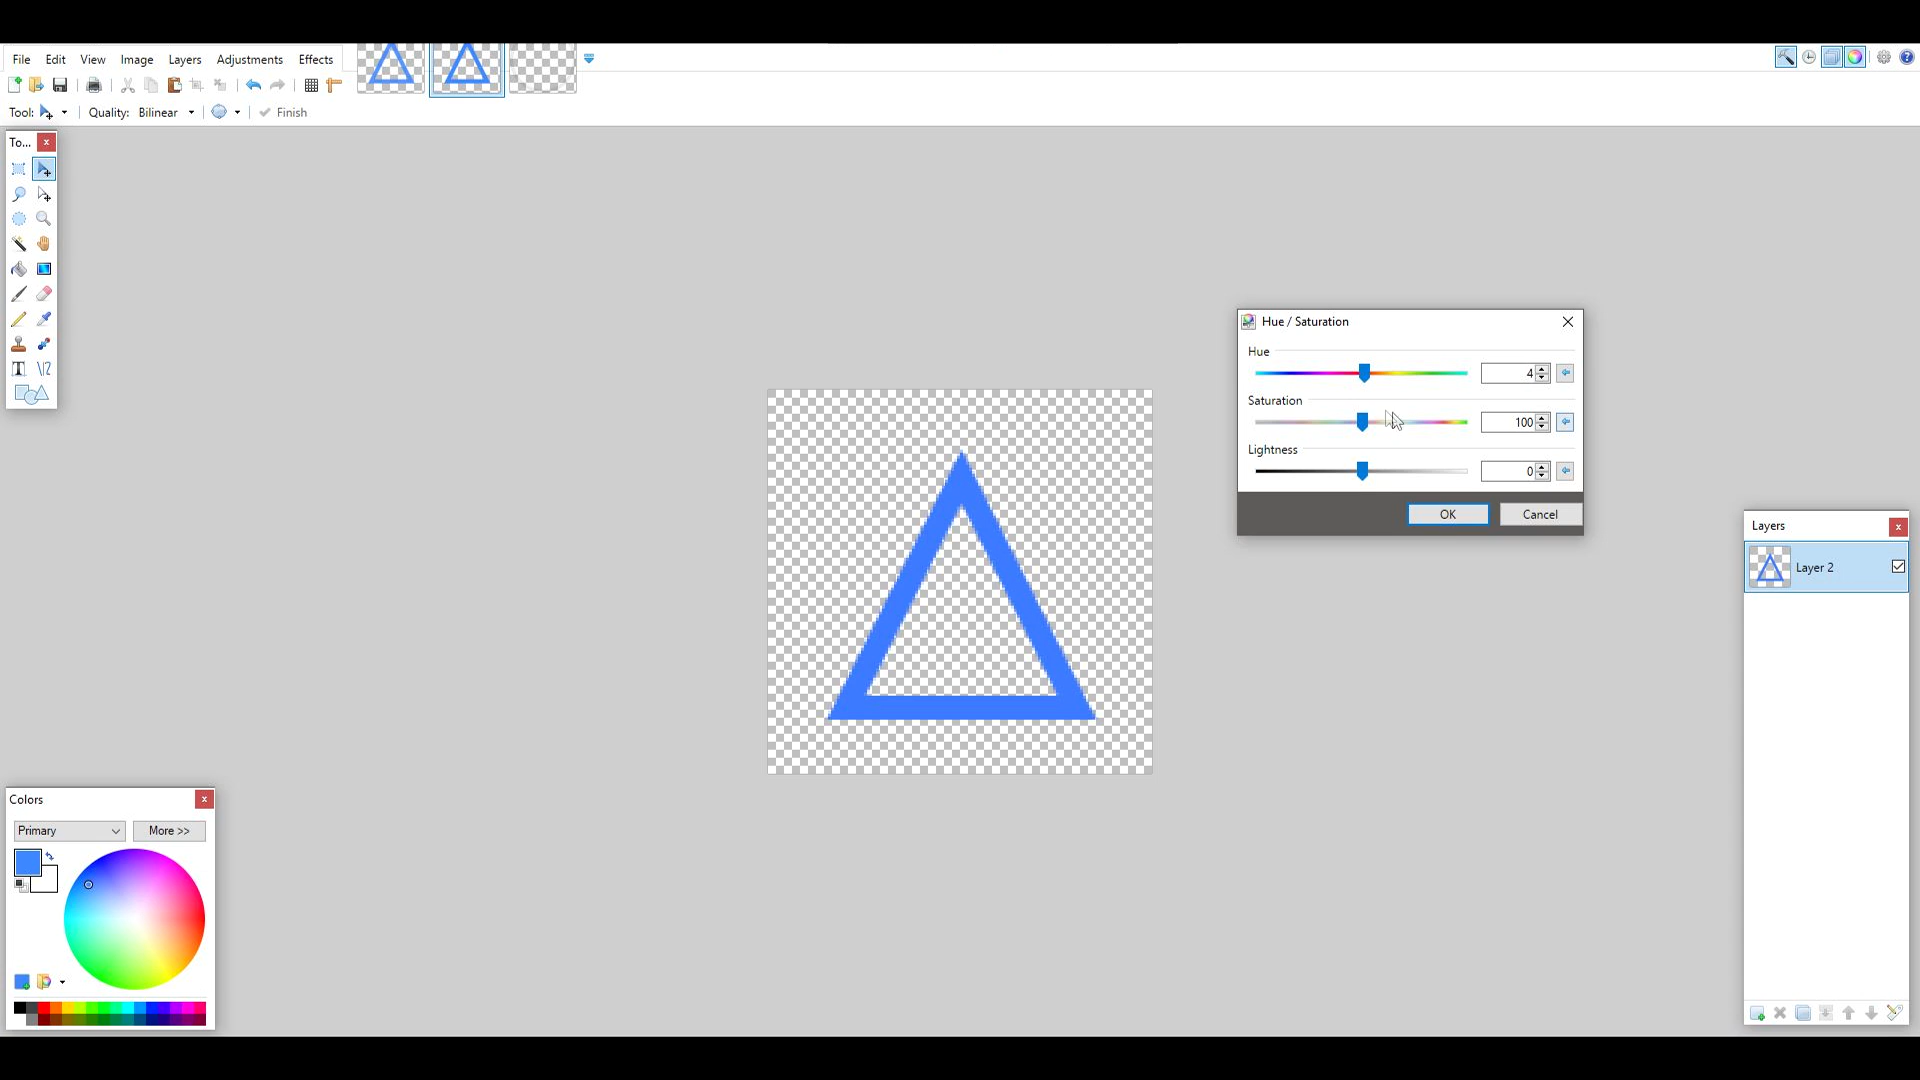 File Edit View Image Layers Adjustments Effects
Tool: Quality: Bilinear Finish
To...
Hue / Saturation
Hue
4
Saturation
100
Lightness
0
OK Cancel
Layers
Layer 2
Colors
Primary More >>